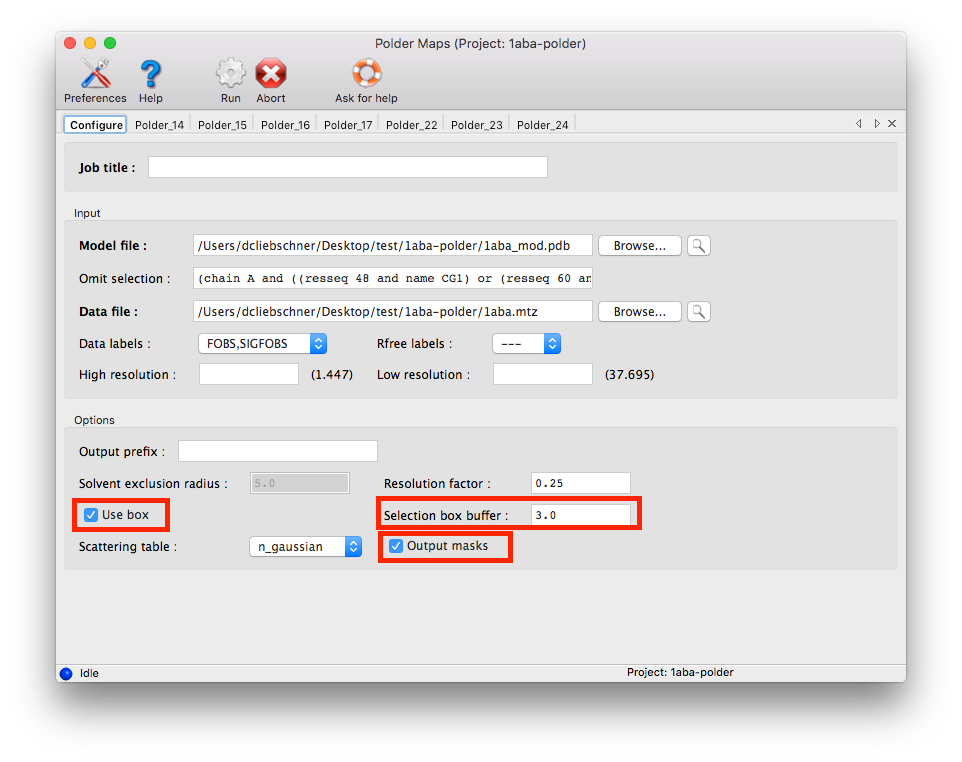 Polder Maps (Project: 1aba-polder)
Preferences Help Run Abort Ask for help
Configure Polder_14 Polder_15 Polder_16 Polder_17 Polder_22 Polder_23 Polder_24
Job title :
Input
Model file : /Users/dcliebschner/Desktop/test/1aba-polder/1aba_mod.pdb Browse...
Omit selection : (chain A and ((resseq 48 and name CG1) or (resseq 60 an
Data file : /Users/dcliebschner/Desktop/test/1aba-polder/1aba.mtz Browse...
Data labels : FOBS,SIGFOBS Rfree labels : ---
High resolution : (1.447) Low resolution : (37.695)
Options
Output prefix :
Solvent exclusion radius : 5.0 Resolution factor : 0.25
Use box Selection box buffer : 3.0
Scattering table : n_gaussian Output masks
Idle Project: 1aba-polder